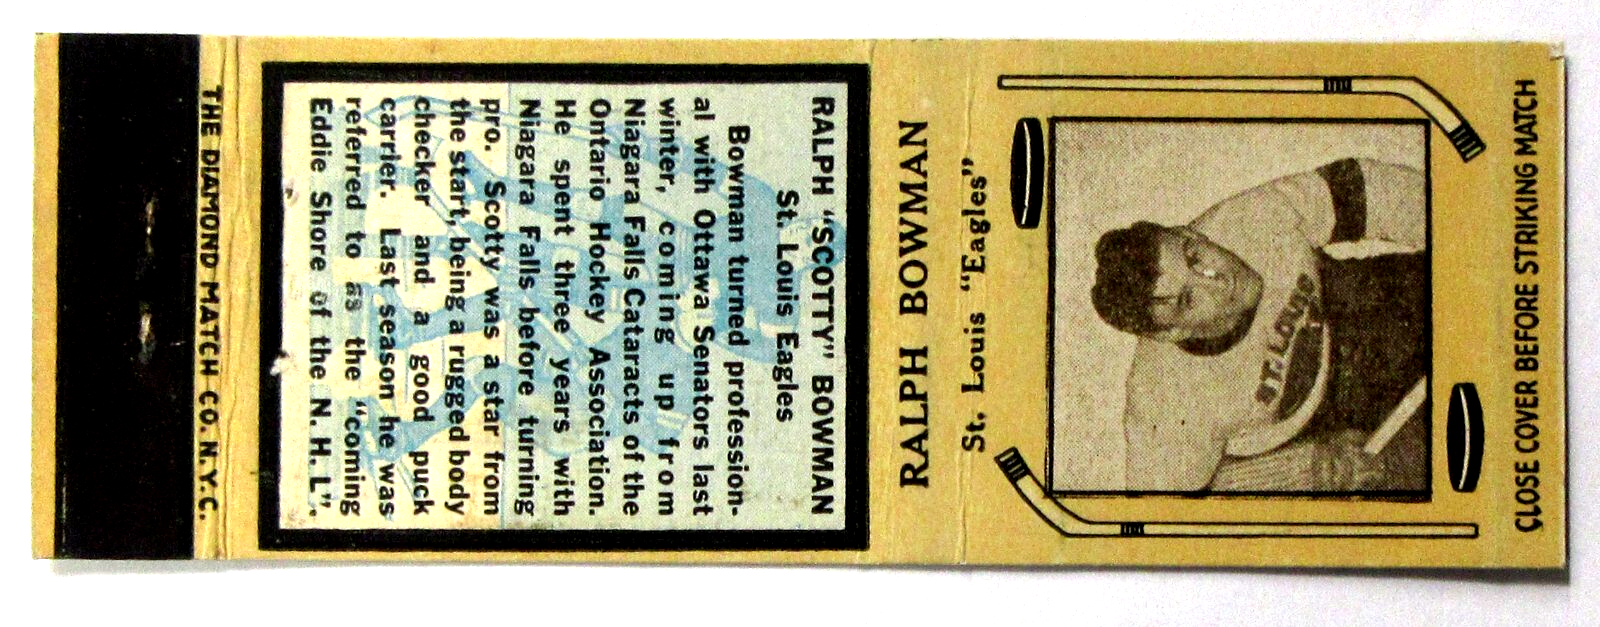 RALPH "SCOTTY" BOWMAN
St. Louis Eagles
Bowman turned profession-
al with Ottawa Senators last
winter, coming up from
Niagara Falls Cataracts of the
Ontario Hockey Association.
He spent three years with
Niagara Falls before turning
pro. Scotty was a star from
the start, being a rugged body
checker and a good puck
carrier. Last season he was
referred to as the "coming
Eddie Shore of the N.H.L".
THE DIAMOND MATCH CO. N.Y.C.
CLOSE COVER BEFORE STRIKING MATCH
ST. LOUIS
RALPH BOWMAN
St. Louis "Eagles"